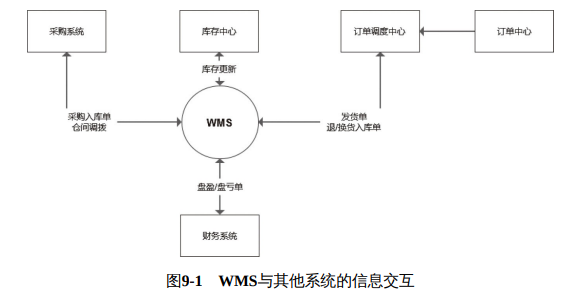 采购系统
库存中心
订单调度中心
订单中心
库存更新
采购入库单
仓间调拨
WMS
发货单
退/换货入库单
盘盈/盘亏单
财务系统
图9-1 WMS与其他系统的信息交互